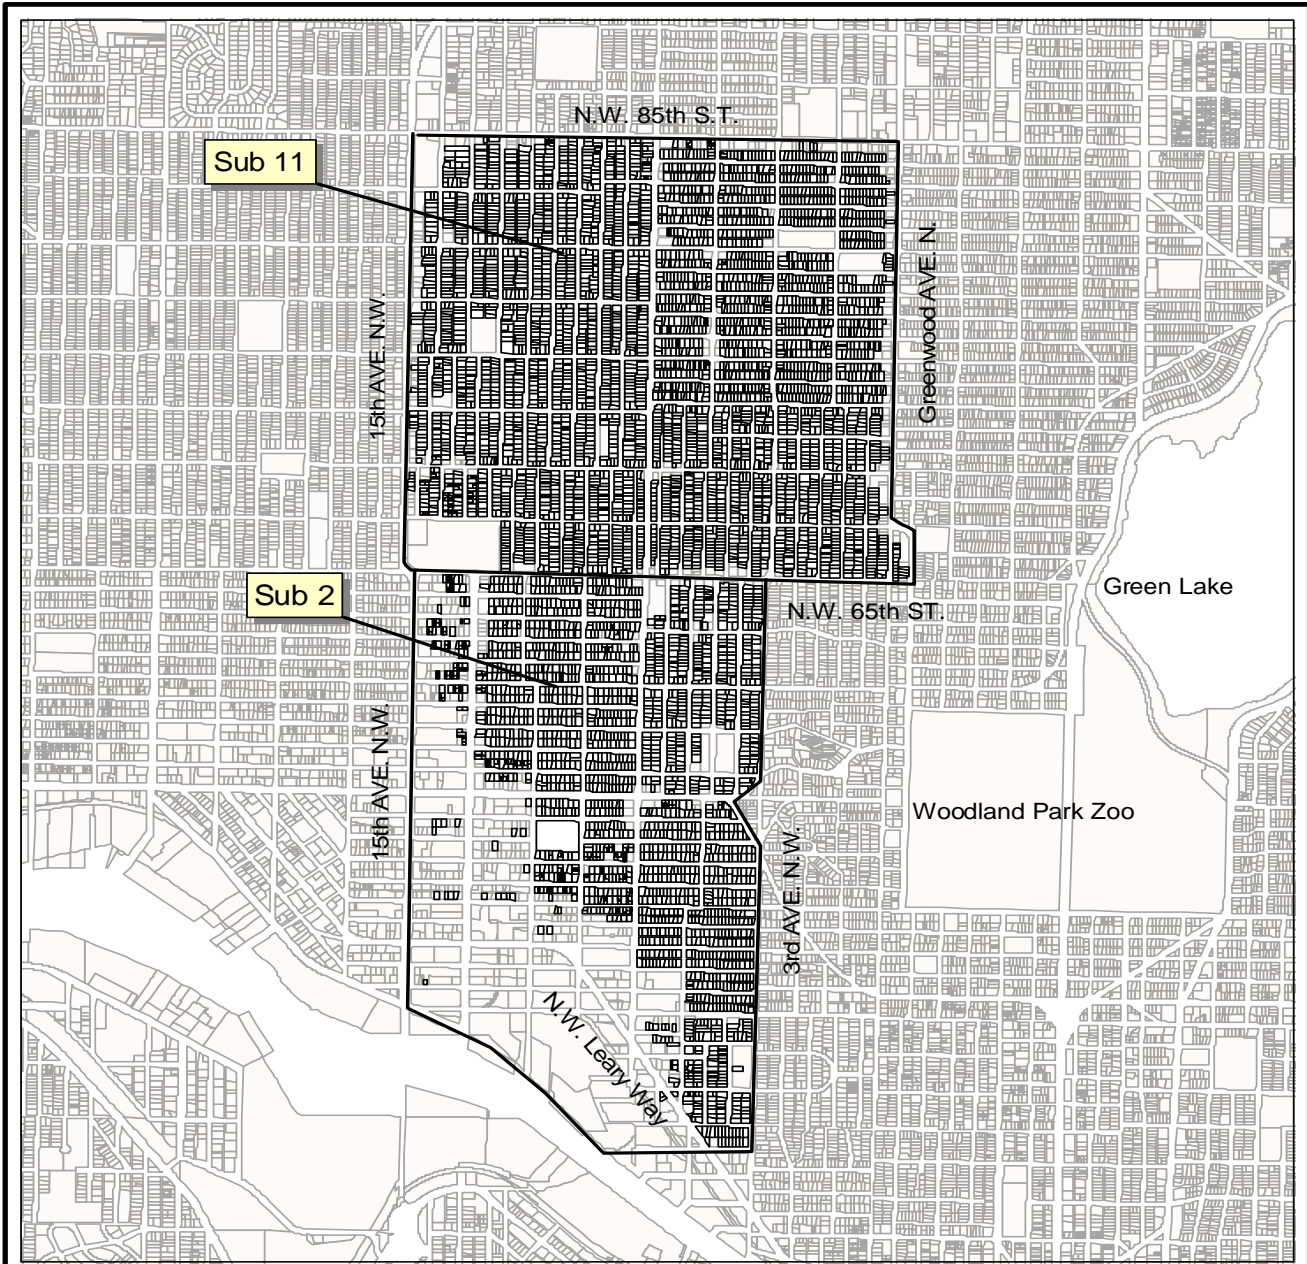 N.W. 85th S.T.
Sub 11
15th AVE. N.W.
Greenwood AVE. N.
Sub 2
Green Lake
N.W. 65th ST.
15th AVE. N.W.
Woodland Park Zoo
3rd AVE. N.W.
N.W. Leary Way